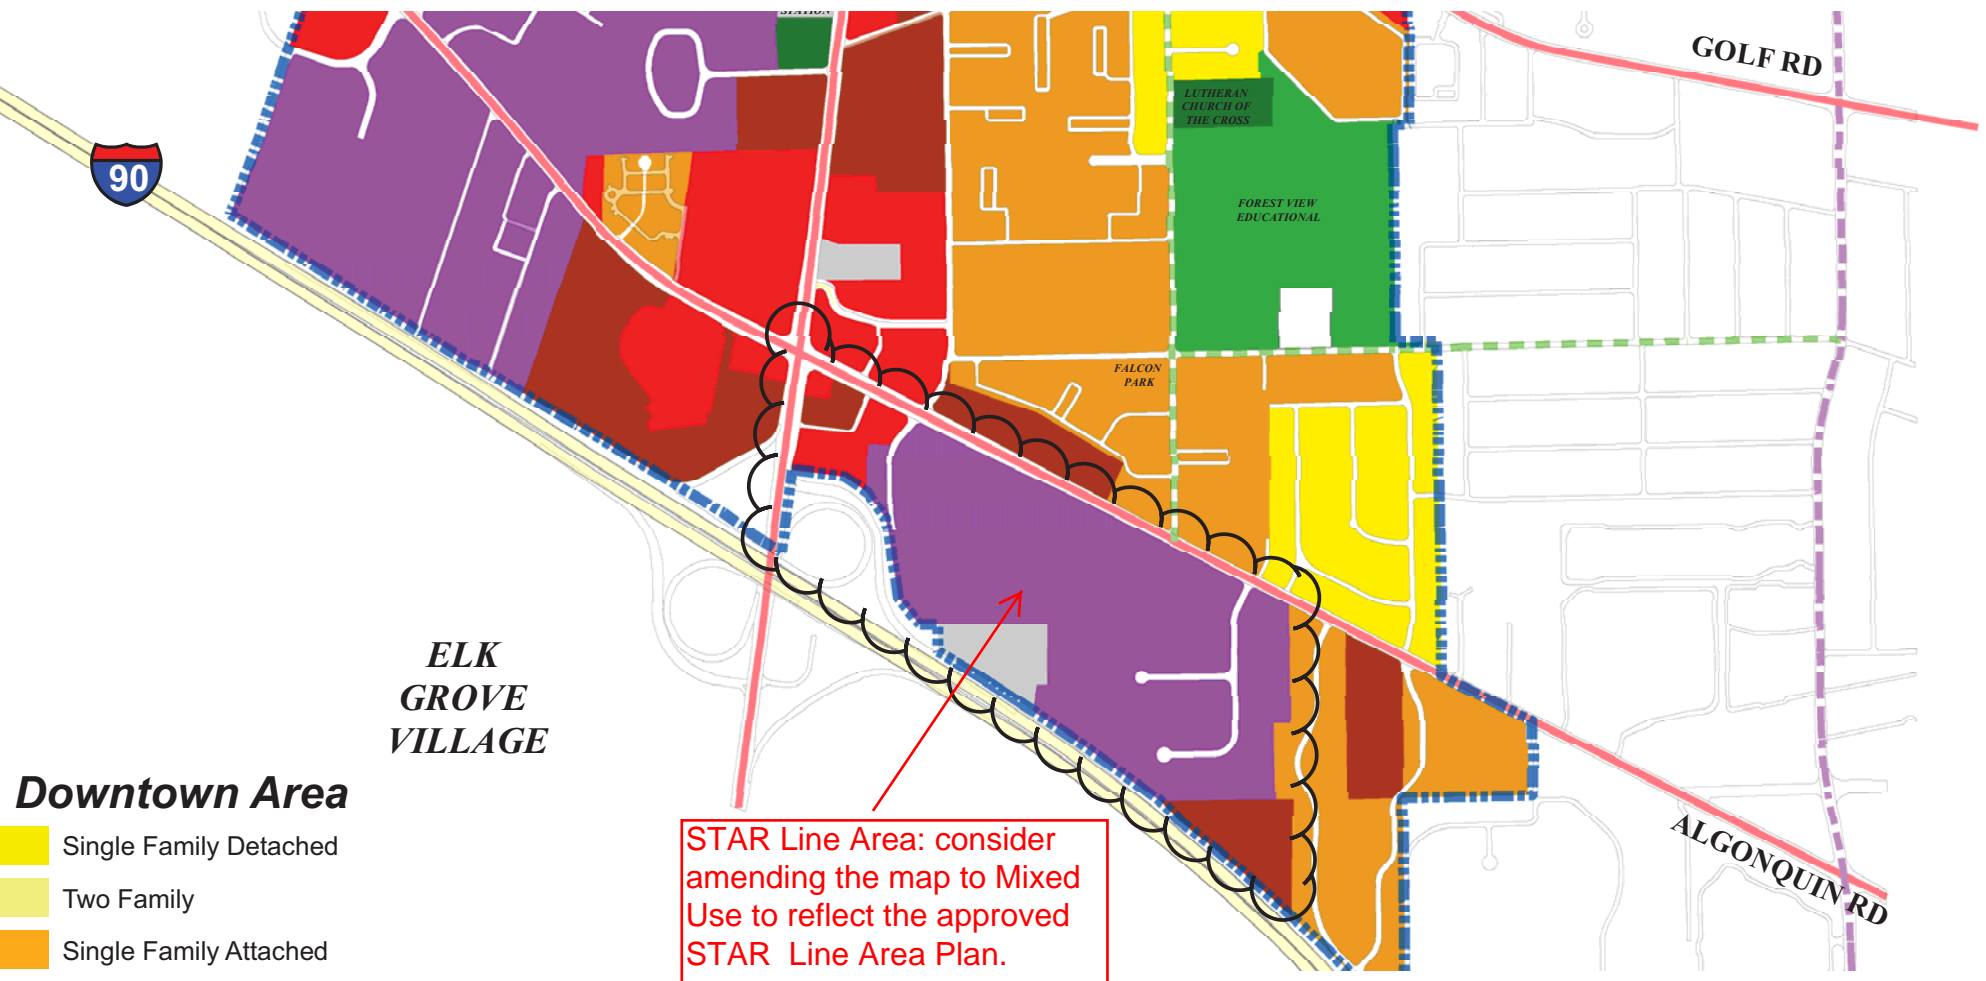 STATION
GOLF RD
LUTHERAN
CHURCH OF
THE CROSS
90
FOREST VIEW
EDUCATIONAL
FALCON
PARK
ELK
GROVE
VILLAGE
Downtown Area
Single Family Detached
Two Family
Single Family Attached
STAR Line Area: consider
amending the map to Mixed
Use to reflect the approved
STAR  Line Area Plan.
ALGONQUIN RD